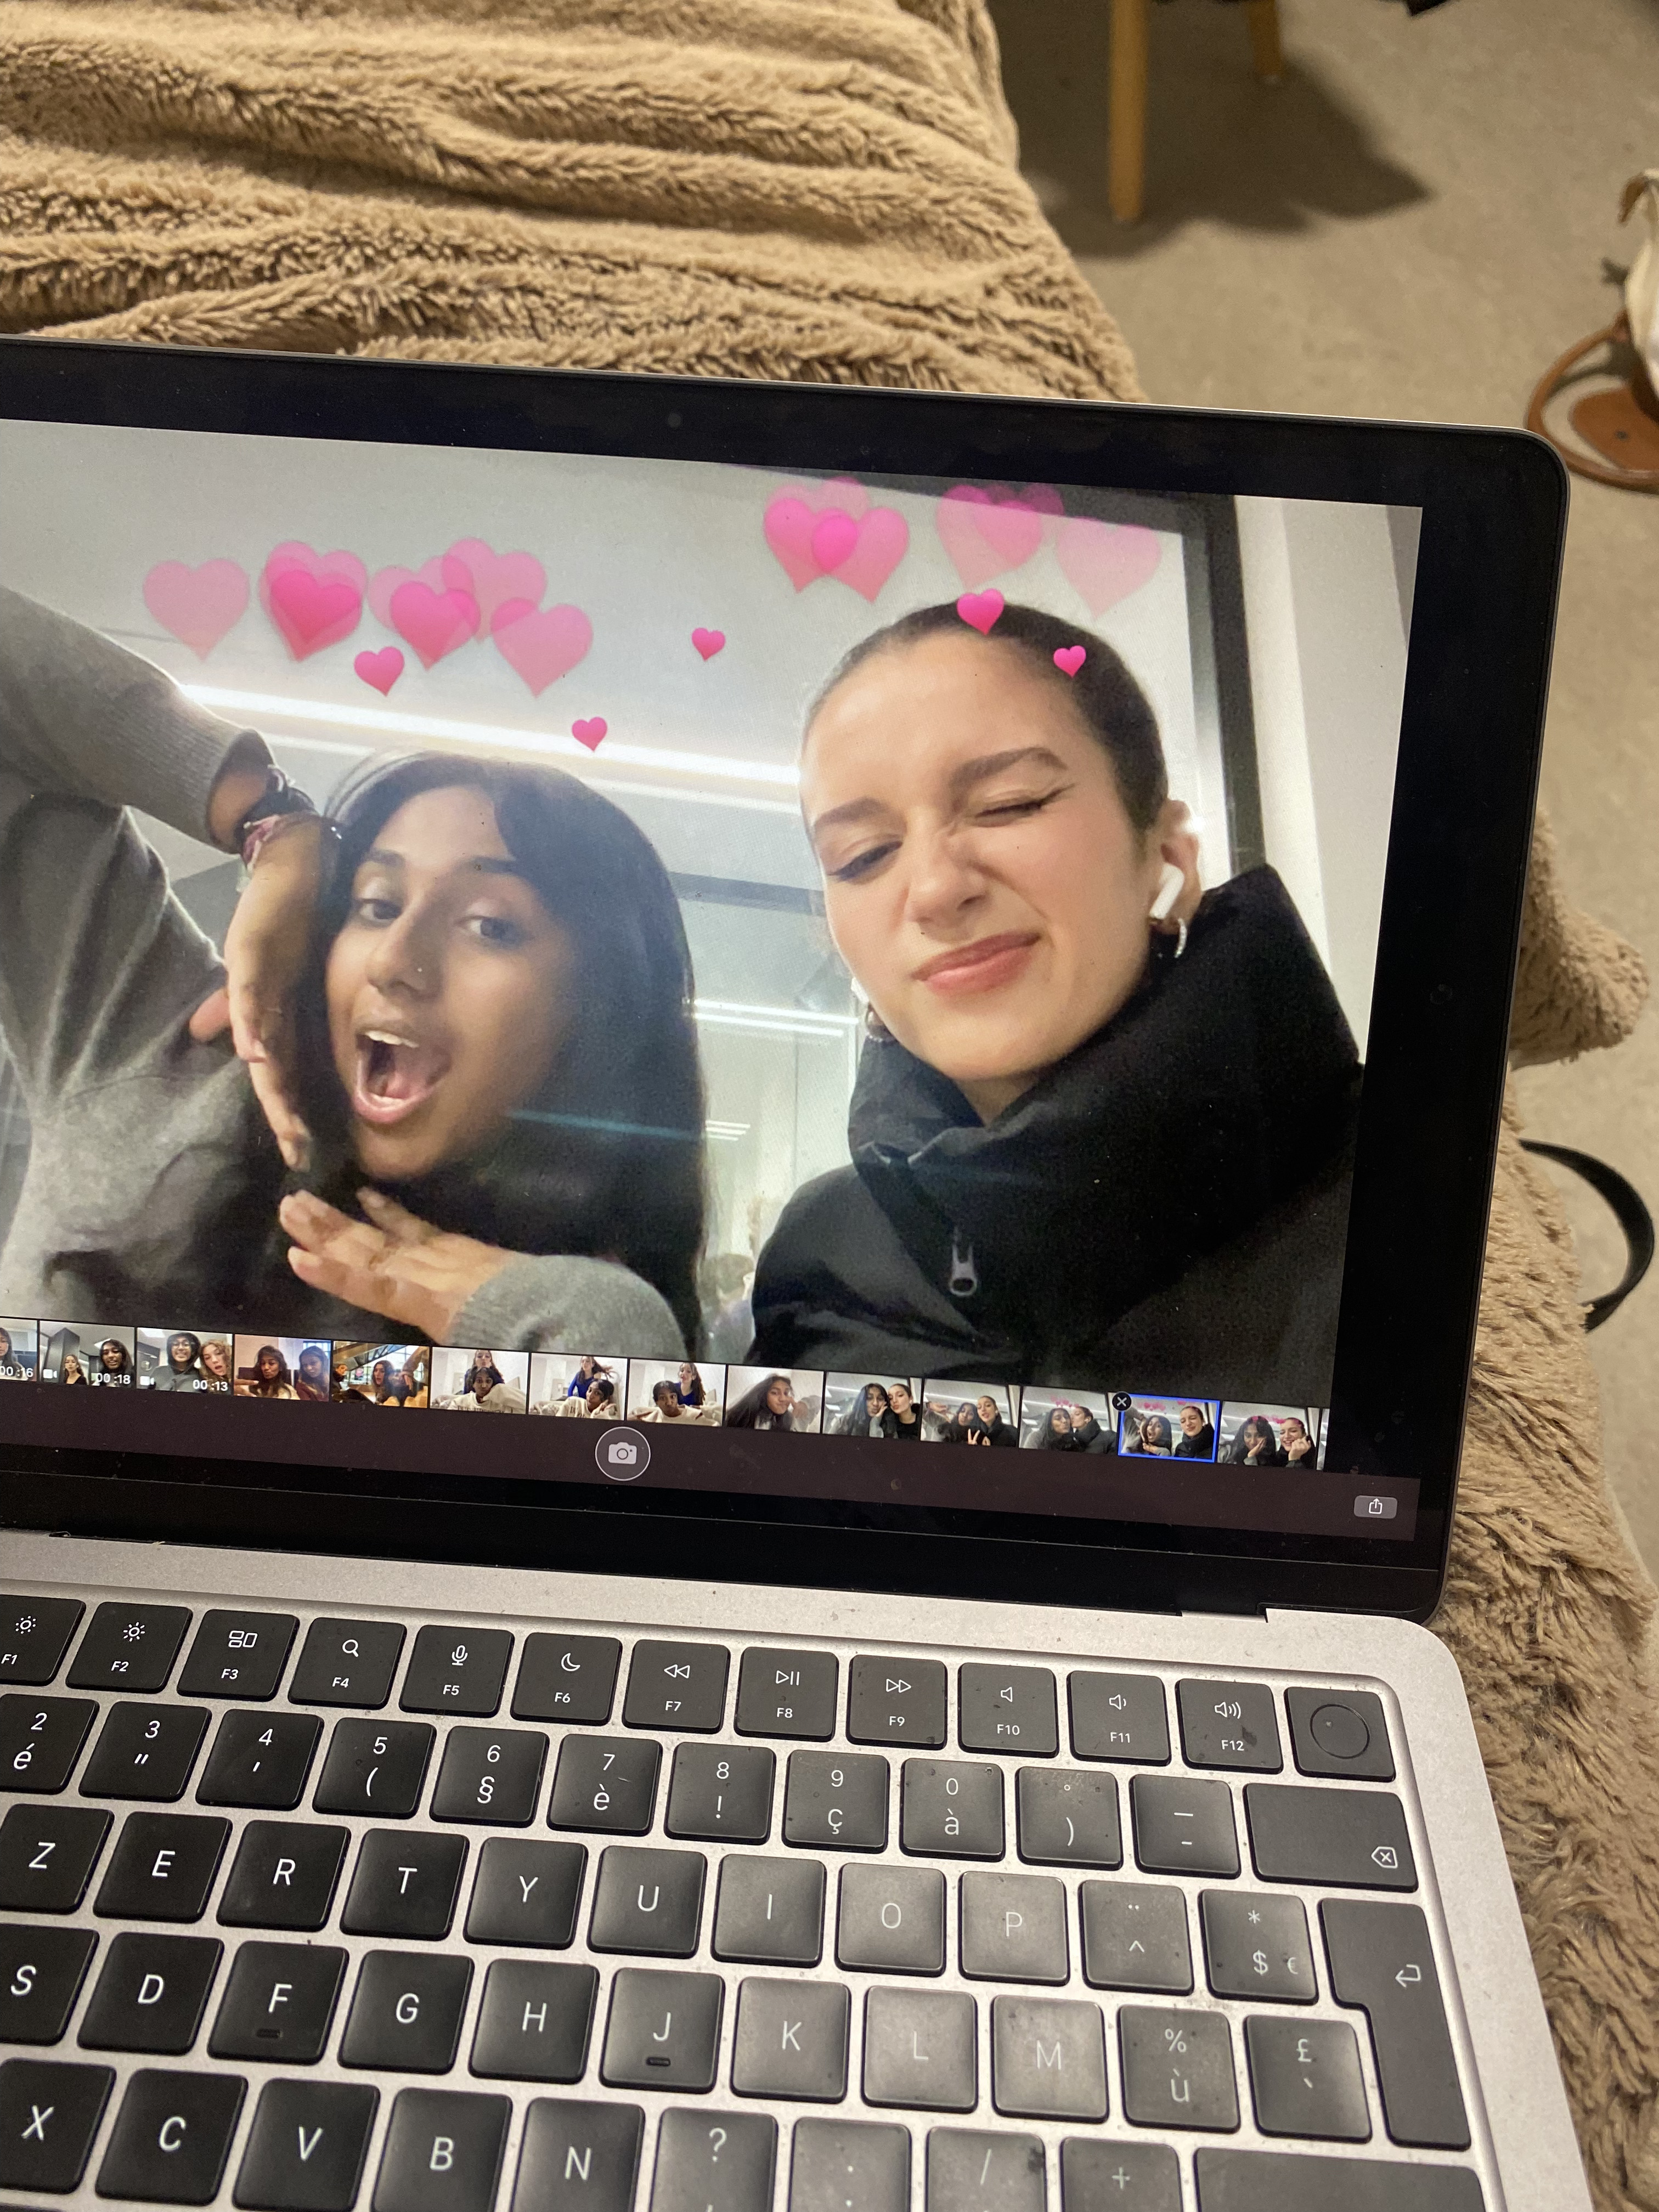 00:16
00:18
00:13
F1 F2 F3 F4 F5 F6 F7 F8 F9 F10 F11 F12
2 3 4 5 6 7 8 9 0 ° _
é " ' ( § è ! ç à ) -
Z E R T Y U I O P ¨ *
^ $ €
S D F G H J K L M % £
ù `
X C V B N ? . / +